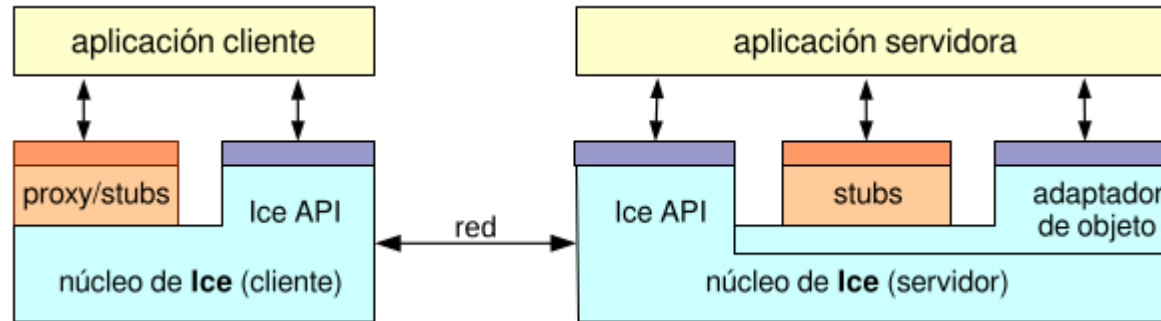 aplicación cliente
aplicación servidora
proxy/stubs
Ice API
red
Ice API
stubs
adaptador
de objeto
núcleo de Ice (cliente)
núcleo de Ice (servidor)